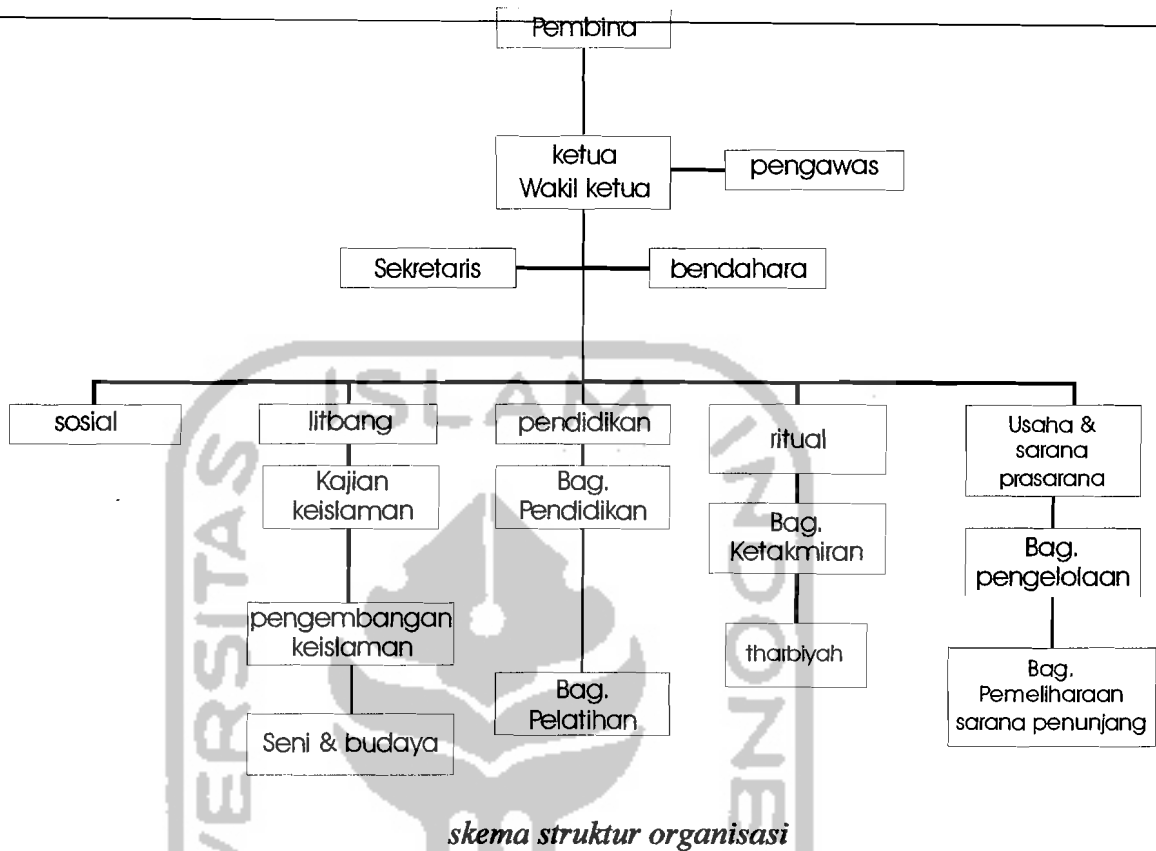 Pembina
ketua
Wakil ketua
pengawas
Sekretaris
bendahara
sosial
litbang
pendidikan
ritual
Usaha &
sarana
prasarana
Kajian
keislaman
Bag.
Pendidikan
Bag.
Ketakmiran
Bag.
pengelolaan
pengembangan
keislaman
Bag.
Pelatihan
tharbiyah
Bag.
Pemeliharaan
sarana penunjang
Seni & budaya
ISLAM
skema struktur organisasi